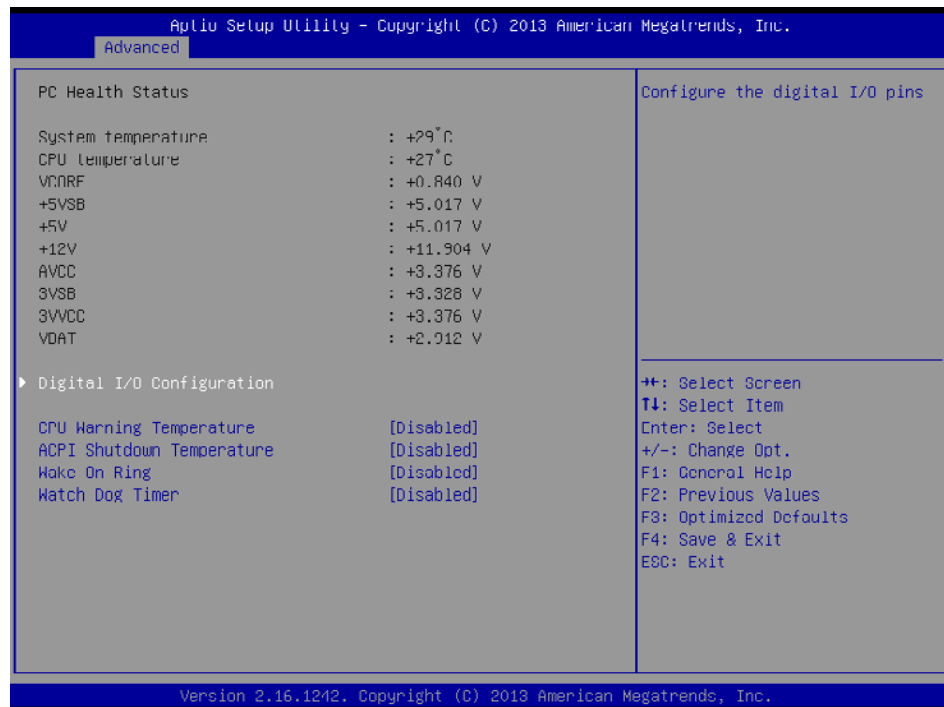 Aptio Setup Utility - Copyright (C) 2013 American Megatrends, Inc.
Advanced
PC Health Status
System temperature : +29°C
CPU temperature : +27°C
VCORE : +0.840 V
+5VSB : +5.017 V
+5V : +5.017 V
+12V : +11.904 V
AVCC : +3.376 V
3VSB : +3.328 V
3VVCC : +3.376 V
VBAT : +2.912 V
Digital I/O Configuration
CPU Warning Temperature [Disabled]
ACPI Shutdown Temperature [Disabled]
Wake On Ring [Disabled]
Watch Dog Timer [Disabled]
Configure the digital I/O pins
→←: Select Screen
↑↓: Select Item
Enter: Select
+/-: Change Opt.
F1: General Help
F2: Previous Values
F3: Optimized Defaults
F4: Save & Exit
ESC: Exit
Version 2.16.1242. Copyright (C) 2013 American Megatrends, Inc.